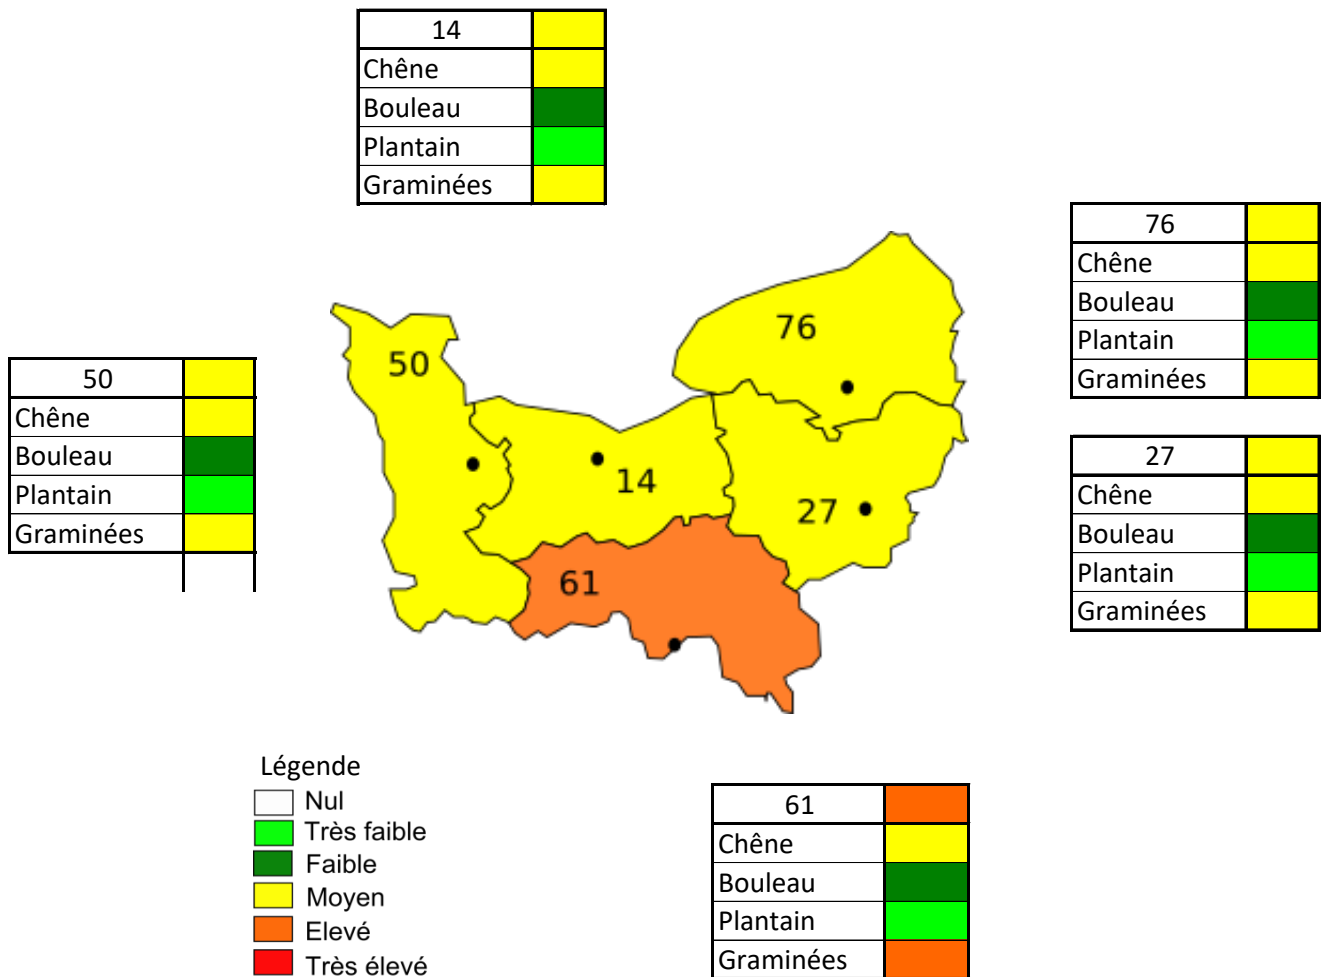 14
Chêne
Bouleau
Plantain
Graminées
76
Chêne
Bouleau
Plantain
Graminées
50
Chêne
Bouleau
Plantain
Graminées
27
Chêne
Bouleau
Plantain
Graminées
76
50
14
27
61
Légende
Nul
Très faible
Faible
Moyen
Elevé
Très élevé
61
Chêne
Bouleau
Plantain
Graminées